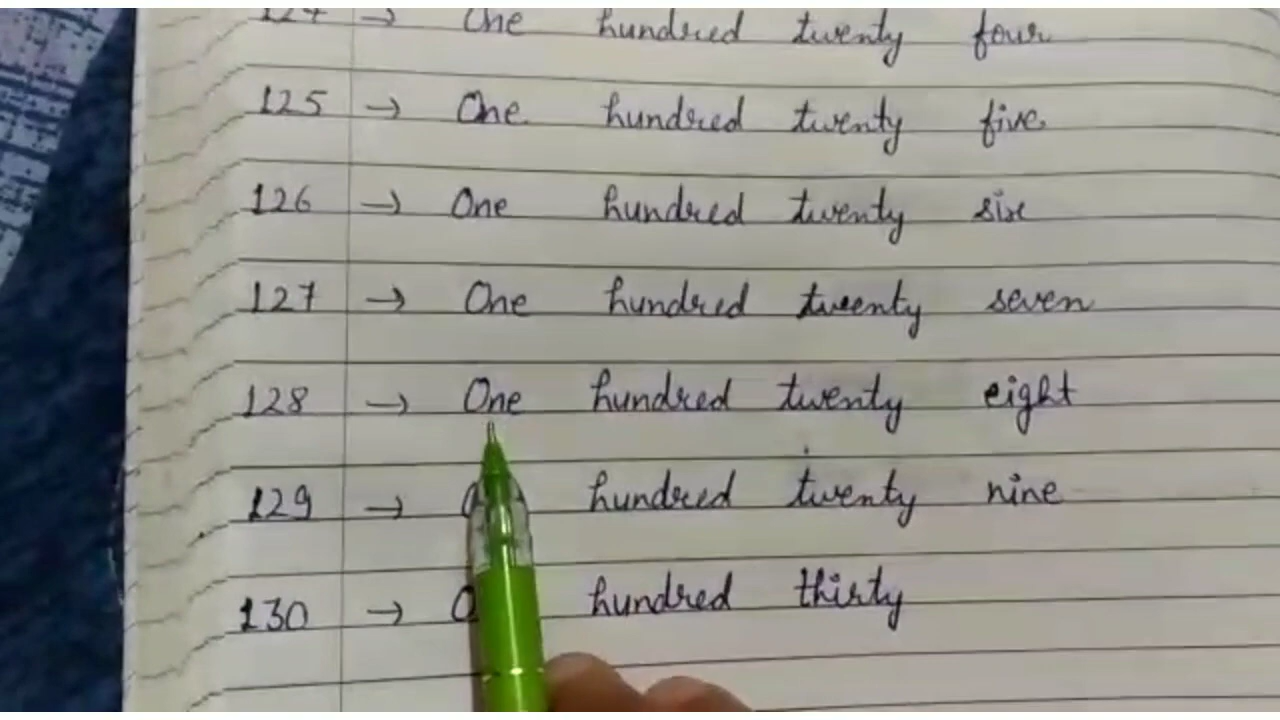 124 → One hundred twenty four
125 → One hundred twenty five
126 → One hundred twenty six
127 → One hundred twenty seven
128 → One hundred twenty eight
129 → hundred twenty nine
130 → hundred thirty